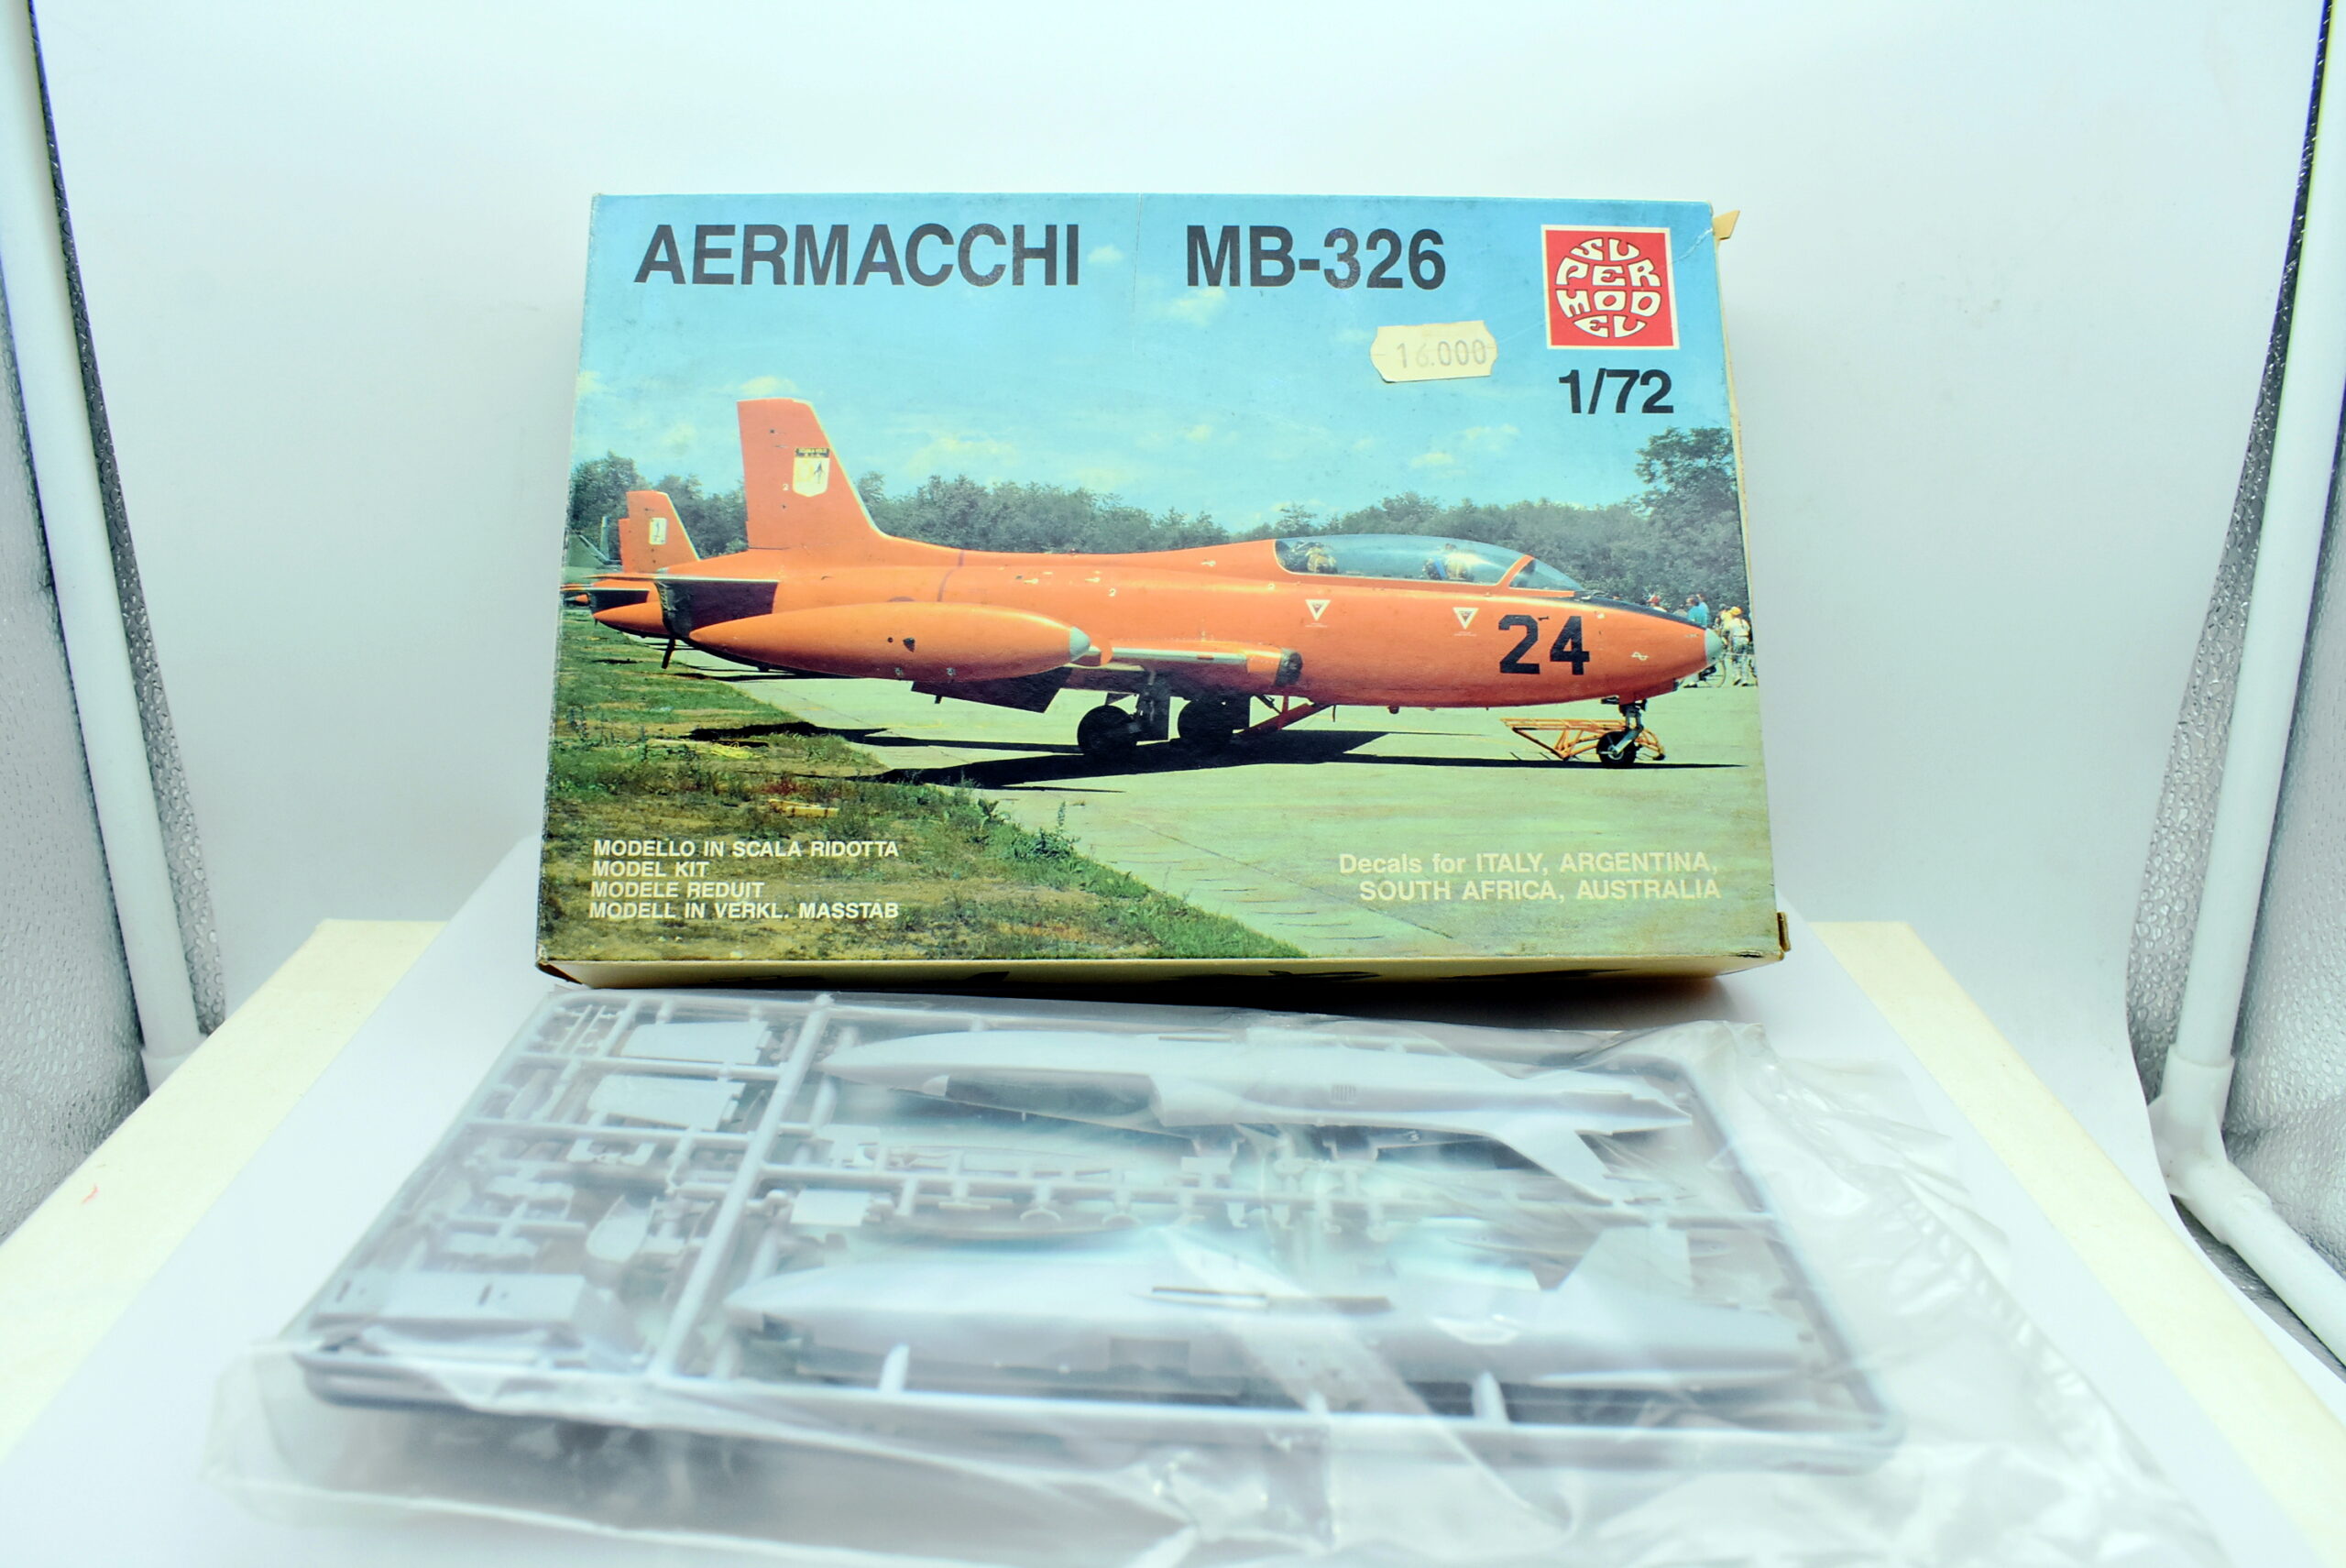 AERMACCHI MB-326
SUPER MODEL
16.000
1/72
24
MODELLO IN SCALA RIDOTTA
MODEL KIT
MODELE REDUIT
MODELL IN VERKL. MASSTAB
Decals for ITALY, ARGENTINA,
SOUTH AFRICA, AUSTRALIA